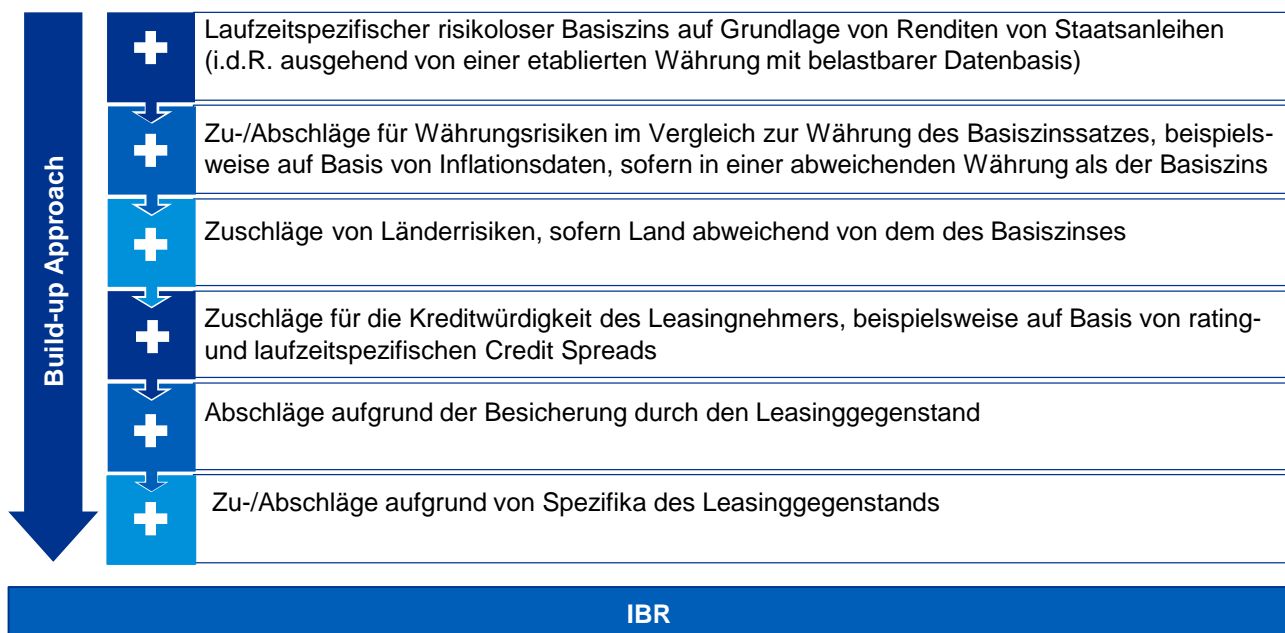 Build-up Approach
Laufzeitspezifischer risikoloser Basiszins auf Grundlage von Renditen von Staatsanleihen
(i.d.R. ausgehend von einer etablierten Währung mit belastbarer Datenbasis)
Zu-/Abschläge für Währungsrisiken im Vergleich zur Währung des Basiszinssatzes, beispiels-
weise auf Basis von Inflationsdaten, sofern in einer abweichenden Währung als der Basiszins
Zuschläge von Länderrisiken, sofern Land abweichend von dem des Basiszinses
Zuschläge für die Kreditwürdigkeit des Leasingnehmers, beispielsweise auf Basis von rating-
und laufzeitspezifischen Credit Spreads
Abschläge aufgrund der Besicherung durch den Leasinggegenstand
Zu-/Abschläge aufgrund von Spezifika des Leasinggegenstands
IBR